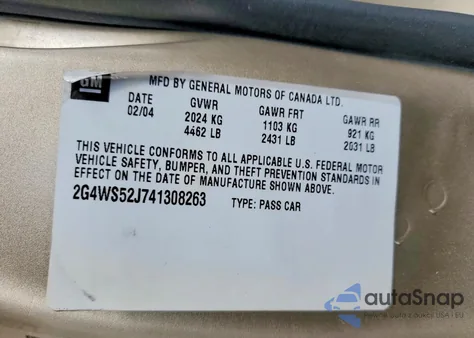 GM
MFD BY GENERAL MOTORS OF CANADA LTD.
DATE GVWR GAWR FRT GAWR RR
02/04 2024 KG 1103 KG 921 KG
4462 LB 2431 LB 2031 LB
THIS VEHICLE CONFORMS TO ALL APPLICABLE U.S. FEDERAL MOTOR
VEHICLE SAFETY, BUMPER, AND THEFT PREVENTION STANDARDS IN
EFFECT ON THE DATE OF MANUFACTURE SHOWN ABOVE.
2G4WS52J741308263 TYPE: PASS CAR
autoSnap